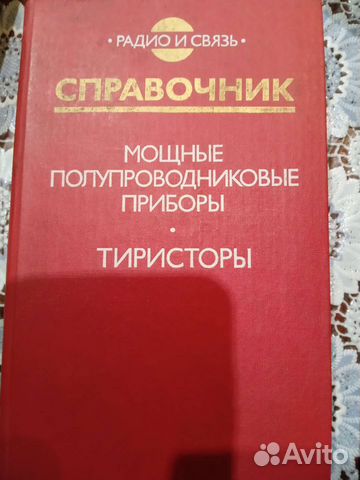 • РАДИО И СВЯЗЬ •
СПРАВОЧНИК
МОЩНЫЕ
ПОЛУПРОВОДНИКОВЫЕ
ПРИБОРЫ
•
ТИРИСТОРЫ
Avito